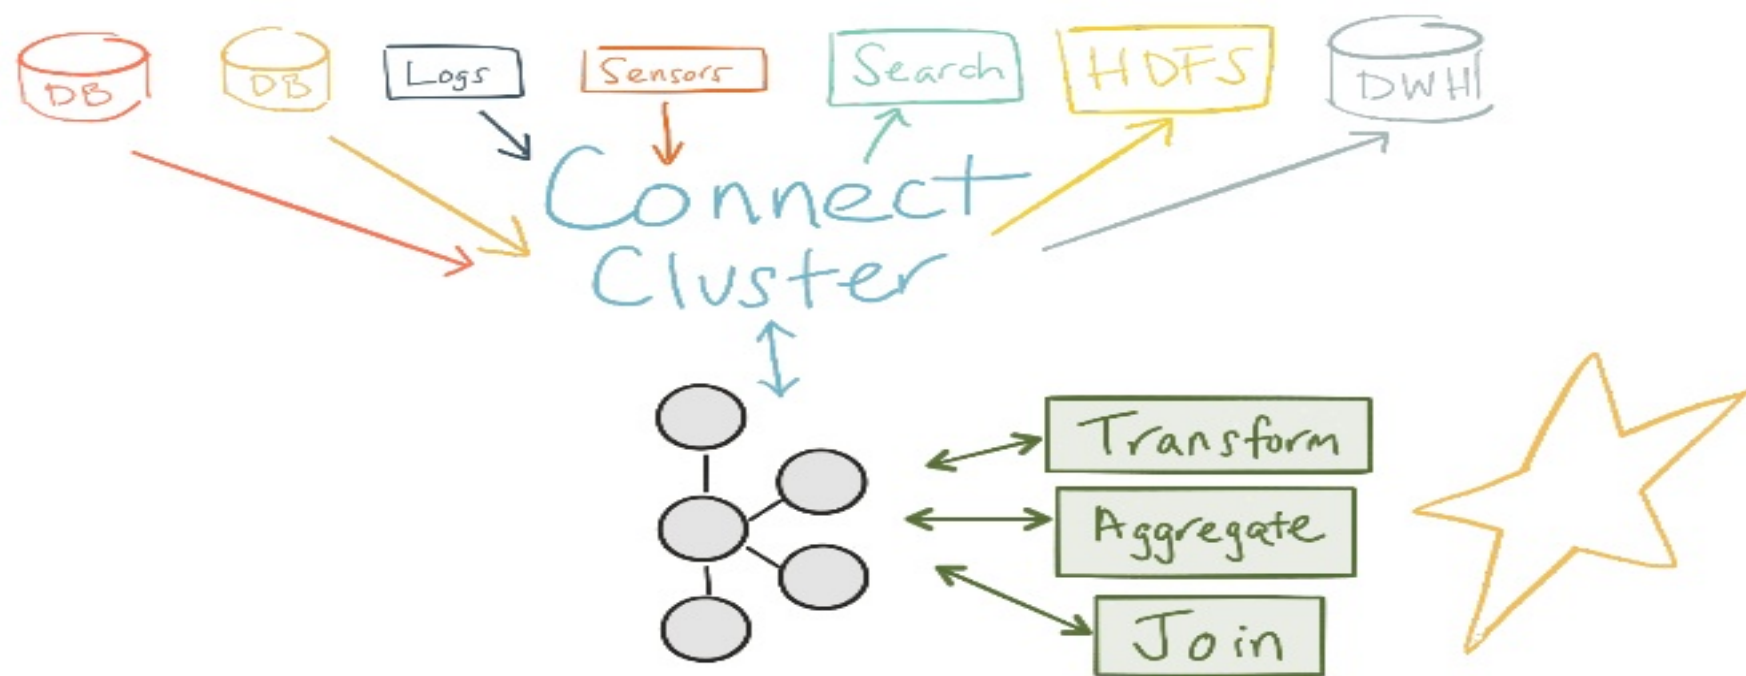 DB
DB
Logs
Sensors
Search
HDFS
DWH
Connect
Cluster
Transform
Aggregate
Join